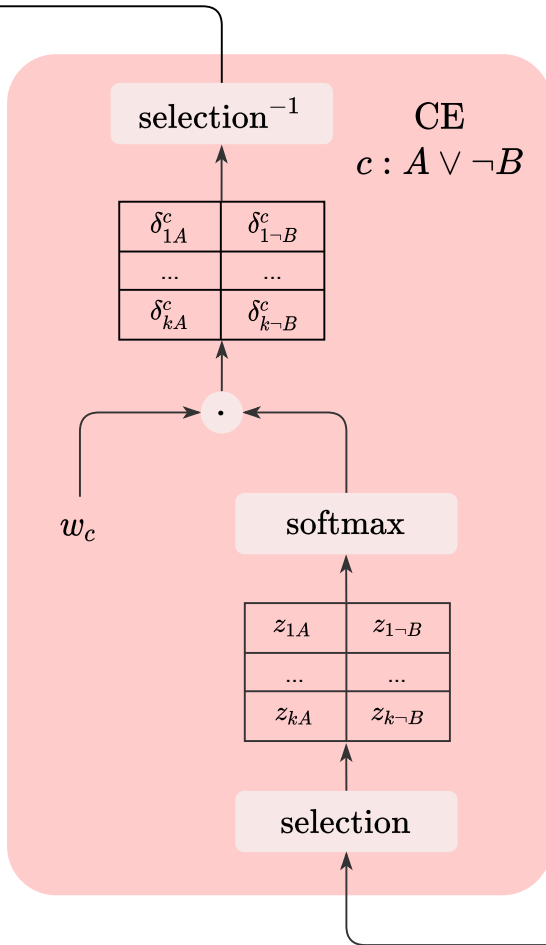 selection⁻¹
CE
c : A ∨ ¬B
δᶜ₁A δᶜ₁¬B
... ...
δᶜkA δᶜk¬B
·
w_c
softmax
z₁A z₁¬B
... ...
zkA zk¬B
selection